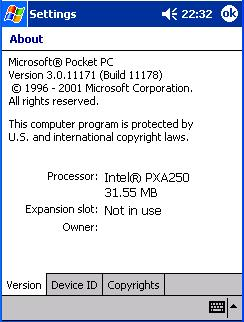 Settings 22:32 ok
About
Microsoft® Pocket PC
Version 3.0.11171 (Build 11178)
© 1996 - 2001 Microsoft Corporation.
All rights reserved.
This computer program is protected by
U.S. and international copyright laws.
Processor: Intel® PXA250
31.55 MB
Expansion slot: Not in use
Owner:
Version Device ID Copyrights